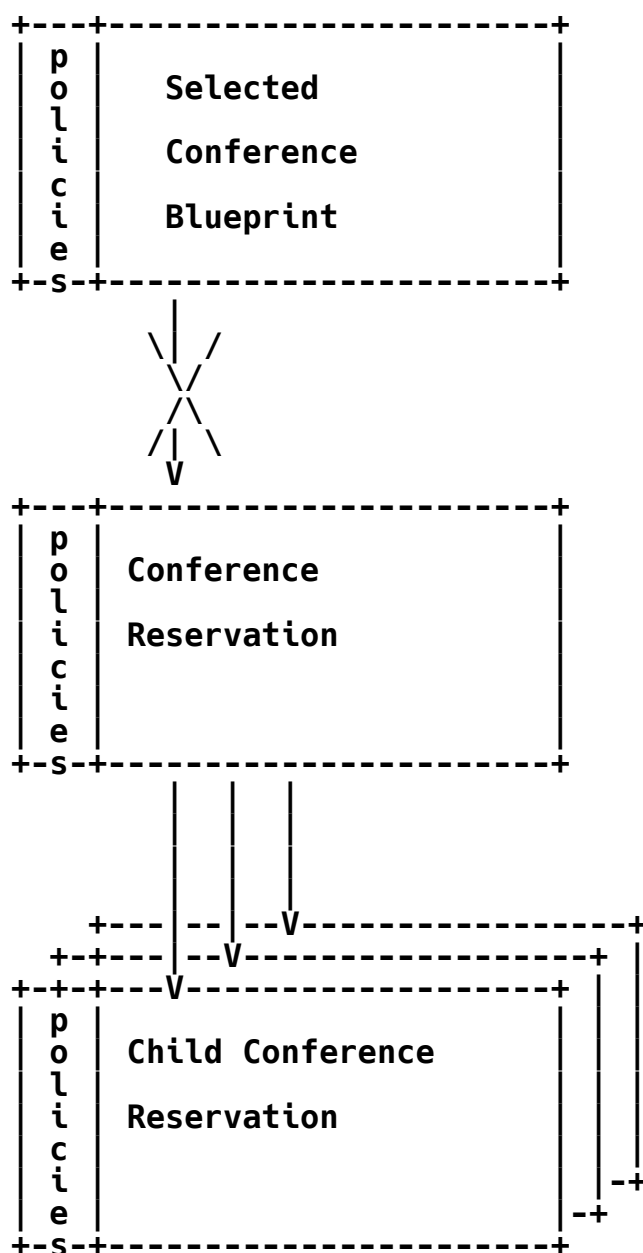 policies
Selected
Conference
Blueprint
policies
Conference
Reservation
policies
Child Conference
Reservation